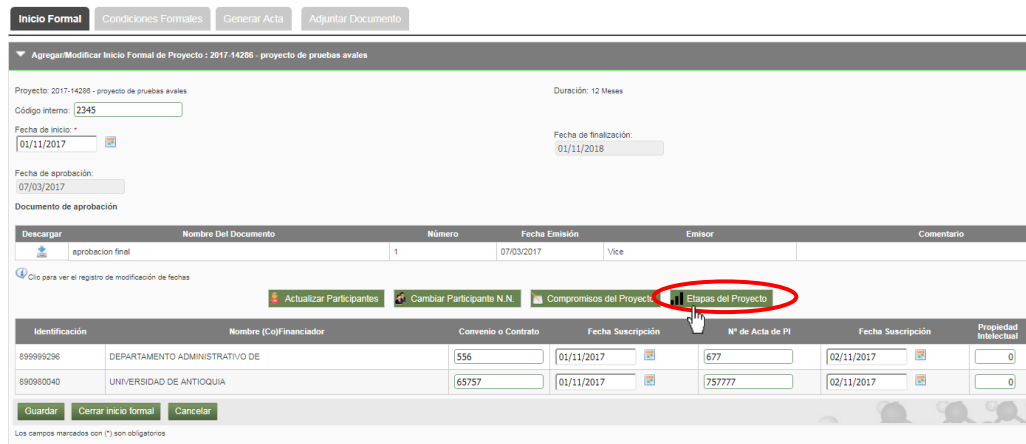 Inicio Formal Condiciones Formales Generar Acta Adjuntar Documento
Agregar/Modificar Inicio Formal de Proyecto : 2017-14286 - proyecto de pruebas avales
Proyecto: 2017-14286 - proyecto de pruebas avales Duración: 12 Meses
Código interno: 2345
Fecha de inicio: * Fecha de finalización:
01/11/2017 01/11/2018
Fecha de aprobación:
07/03/2017
Documento de aprobación
Descargar Nombre Del Documento Número Fecha Emisión Emisor Comentario
aprobacion final 1 07/03/2017 Vice
Clic para ver el registro de modificación de fechas
Actualizar Participantes Cambiar Participante N.N. Compromisos del Proyecto Etapas del Proyecto
Identificación Nombre (Co)Financiador Convenio o Contrato Fecha Suscripción Nº de Acta de PI Fecha Suscripción Propiedad Intelectual
899999296 DEPARTAMENTO ADMINISTRATIVO DE 556 01/11/2017 677 02/11/2017 0
890980040 UNIVERSIDAD DE ANTIOQUIA 65757 01/11/2017 757777 02/11/2017 0
Guardar Cerrar inicio formal Cancelar
Los campos marcados con (*) son obligatorios